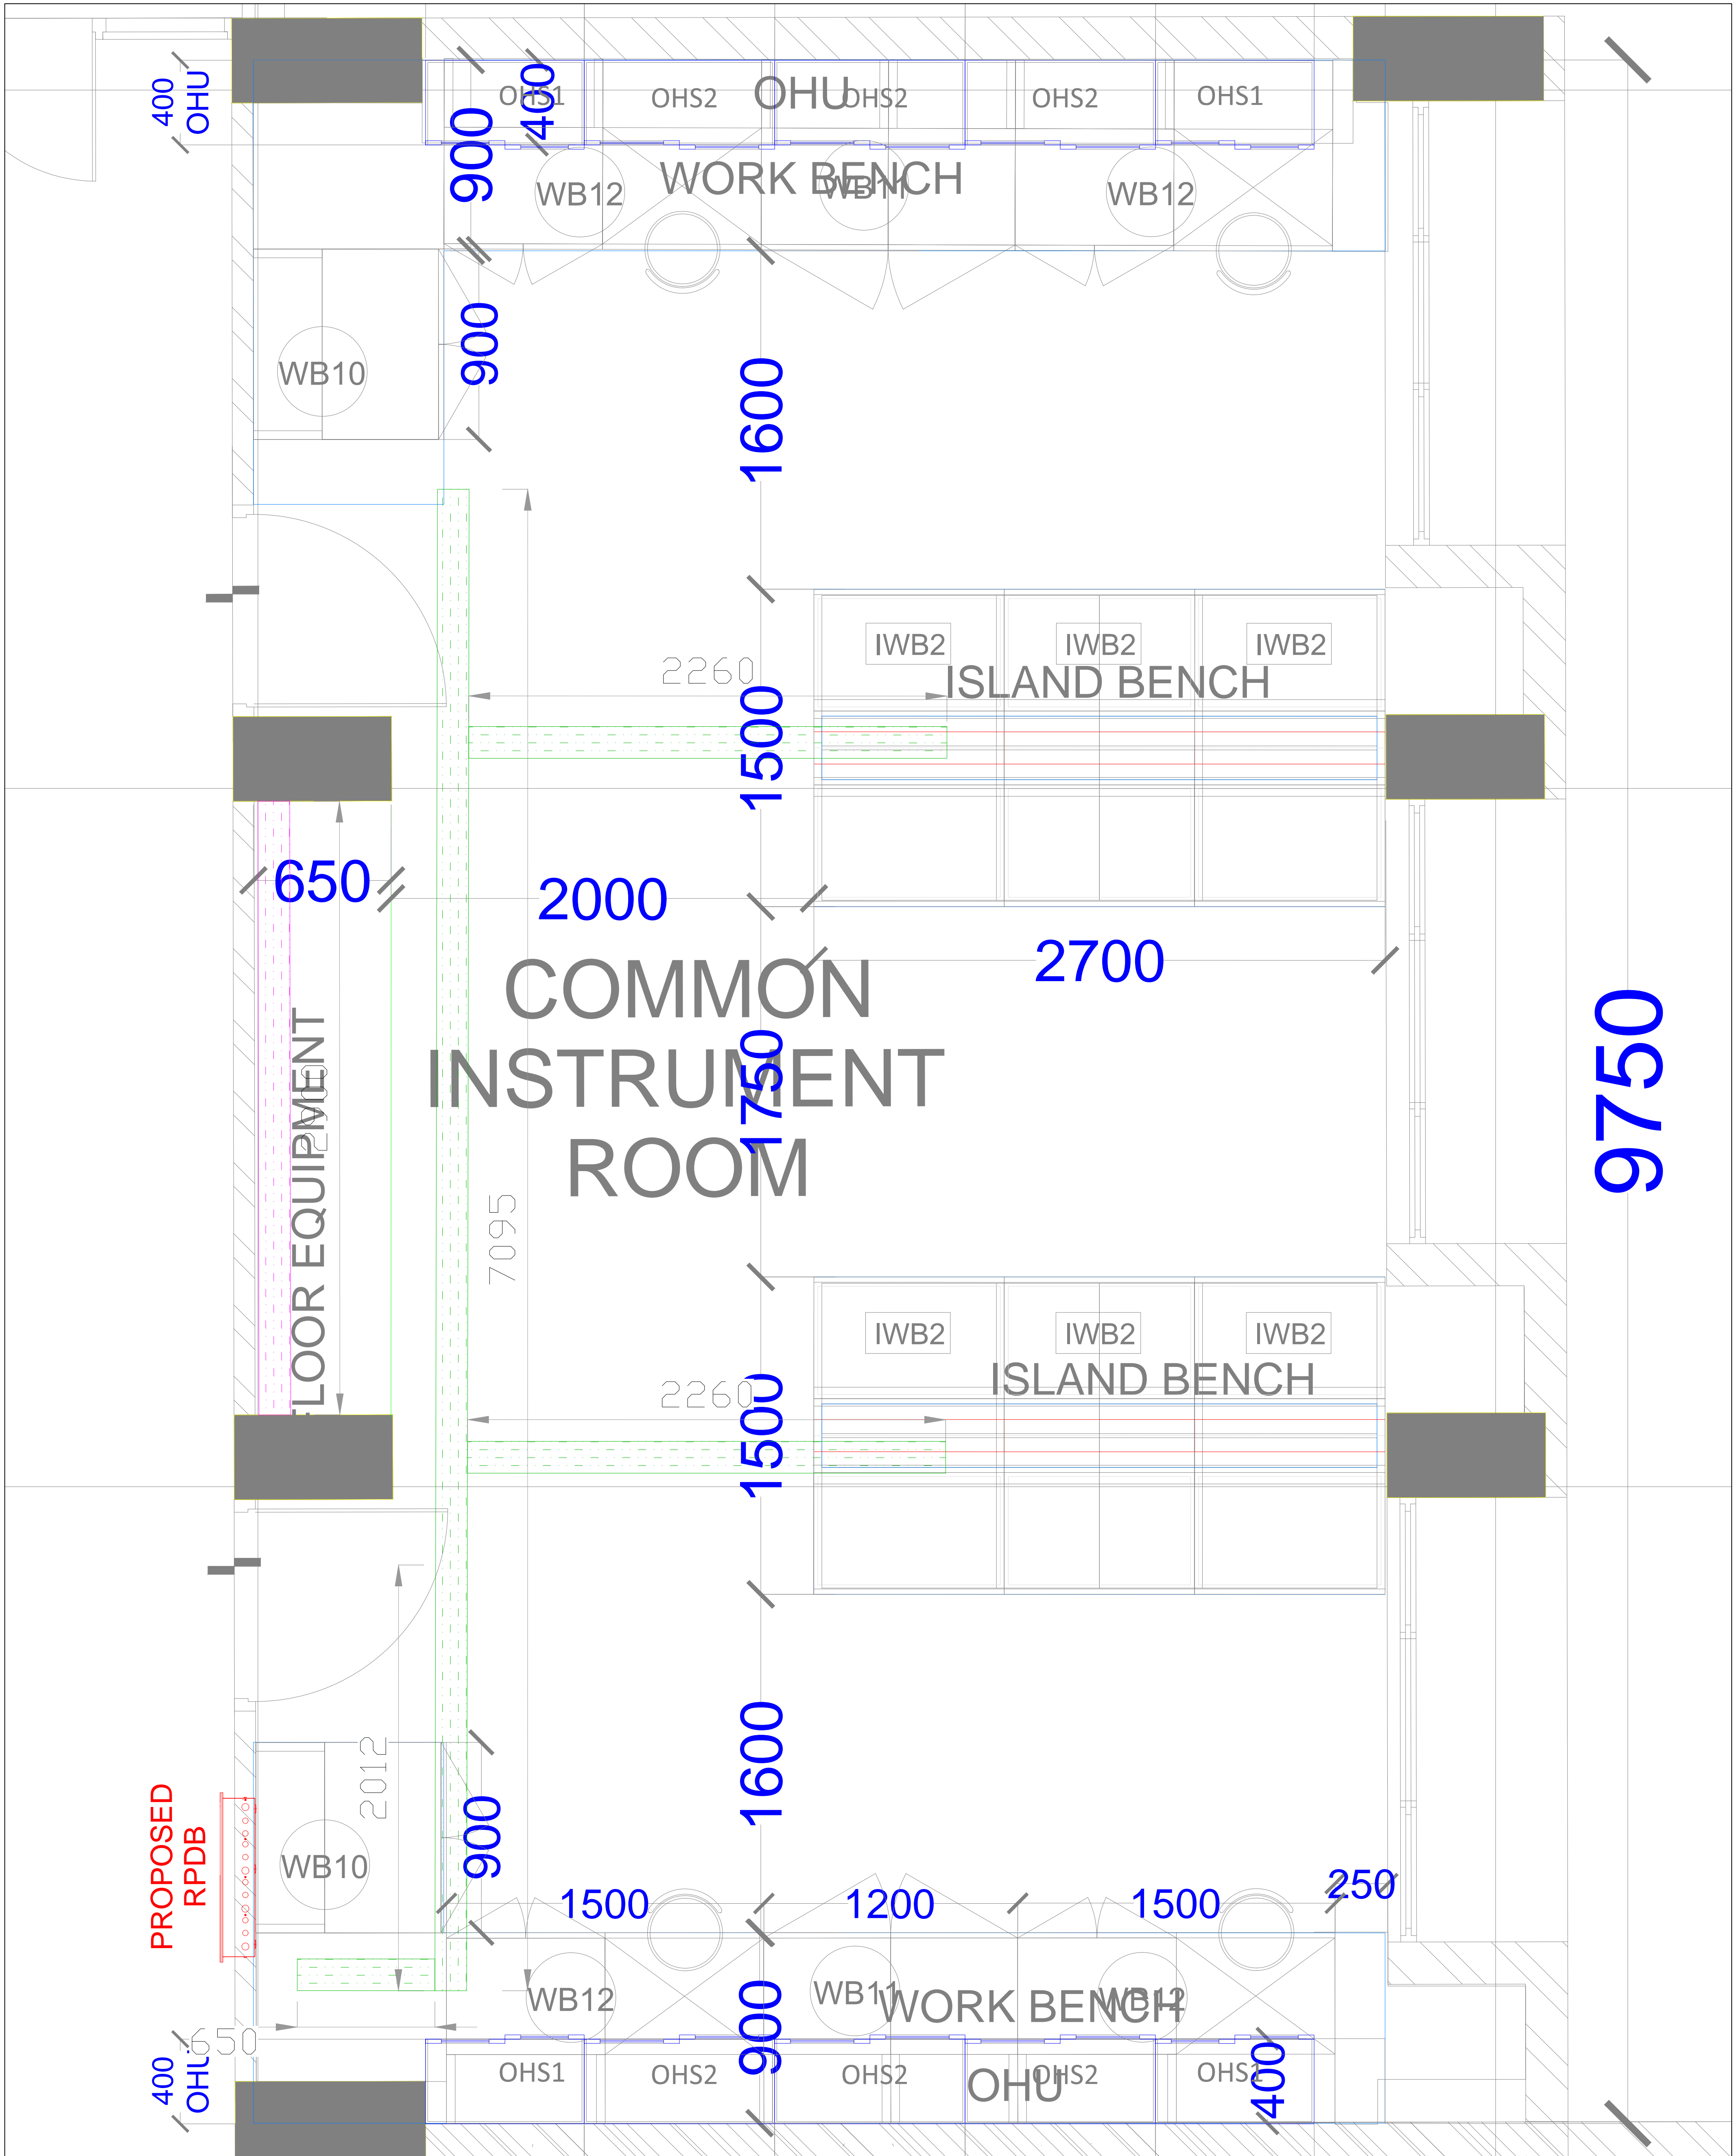 400
OHU
OHS1
400
OHS2
OHU
OHS2
OHS2
OHS1
900
WB12
WORK BENCH
WB11
WB12
WB10
900
1600
IWB2
IWB2
IWB2
2260
ISLAND BENCH
1500
650
2000
2700
COMMON
INSTRUMENT
ROOM
1750
9750
FLOOR EQUIPMENT
7095
IWB2
IWB2
IWB2
2260
ISLAND BENCH
1500
2012
1600
PROPOSED
RPDB
WB10
900
1500
1200
1500
250
WB12
WB11
WORK BENCH
WB12
650
400
OHU
900
OHS1
OHS2
OHS2
OHU
OHS2
OHS1
400